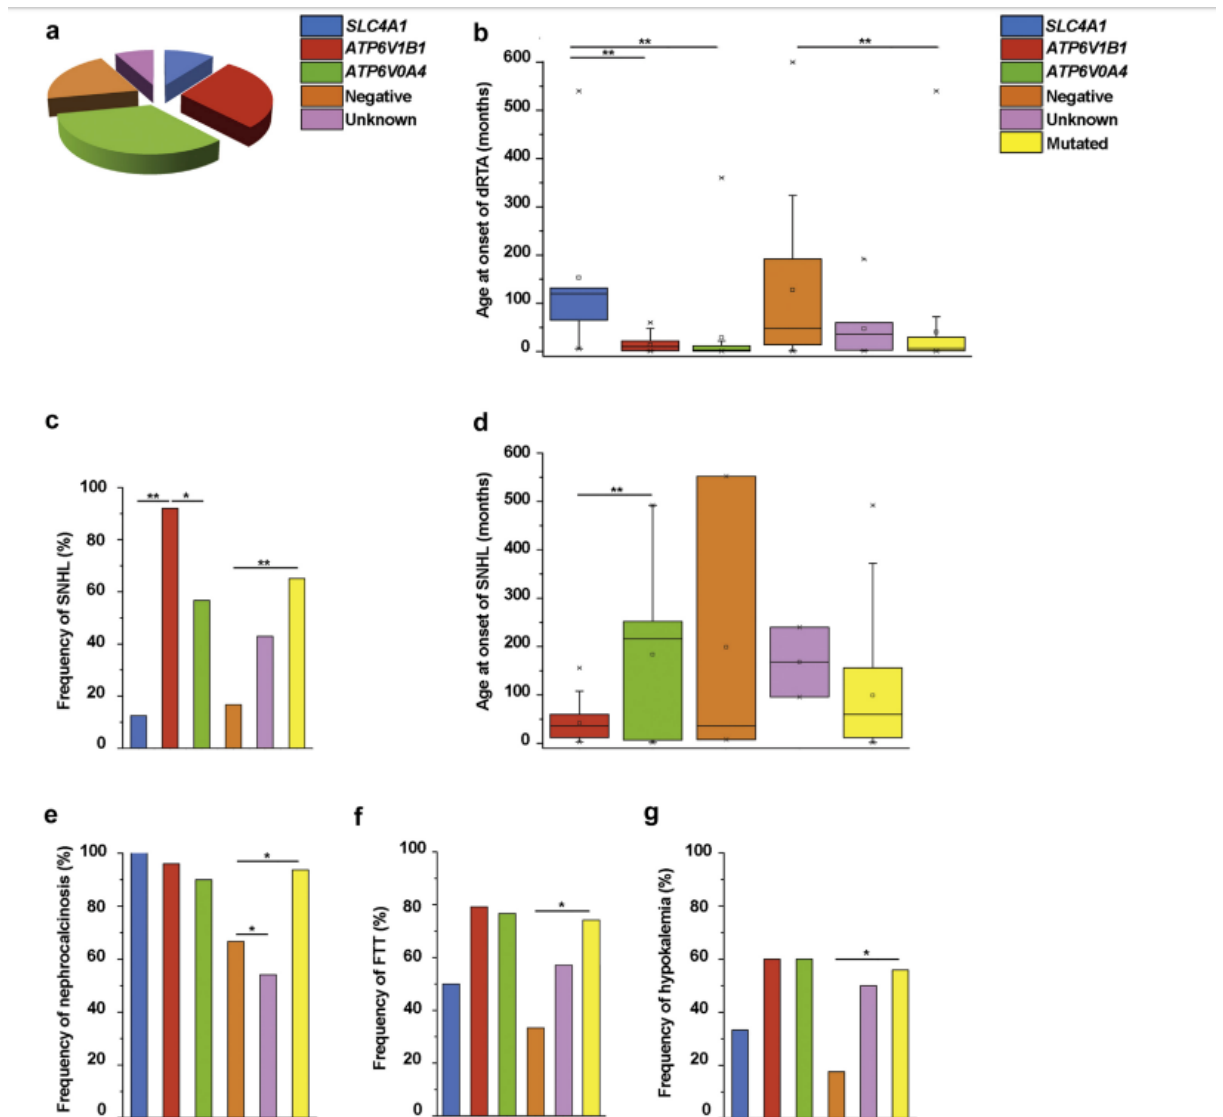 a
SLC4A1
ATP6V1B1
ATP6V0A4
Negative
Unknown
b
Age at onset of dRTA (months)
600
500
400
300
200
100
0
**
**
**
SLC4A1
ATP6V1B1
ATP6V0A4
Negative
Unknown
Mutated
c
Frequency of SNHL (%)
100
80
60
40
20
0
**
*
**
d
Age at onset of SNHL (months)
600
500
400
300
200
100
0
**
e
Frequency of nephrocalcinosis (%)
100
80
60
40
20
0
*
*
f
Frequency of FTT (%)
100
80
60
40
20
0
*
g
Frequency of hypokalemia (%)
100
80
60
40
20
0
*